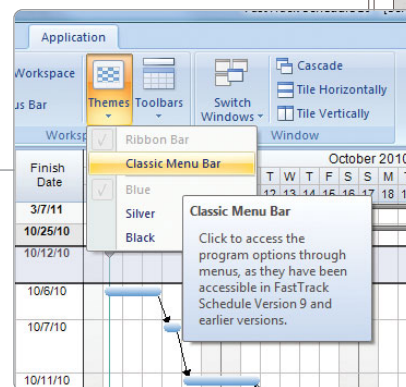 Application
Workspace
us Bar
Themes
Toolbars
Switch
Windows
Cascade
Tile Horizontally
Tile Vertically
Window
Ribbon Bar
Classic Menu Bar
Blue
Silver
Black
Classic Menu Bar
Click to access the
program options through
menus, as they have been
accessible in FastTrack
Schedule Version 9 and
earlier versions.
Finish
Date
October 2010
T W T F S S M
12 13 14 15 16 17 18
3/7/11
10/25/10
10/12/10
10/6/10
10/7/10
10/11/10